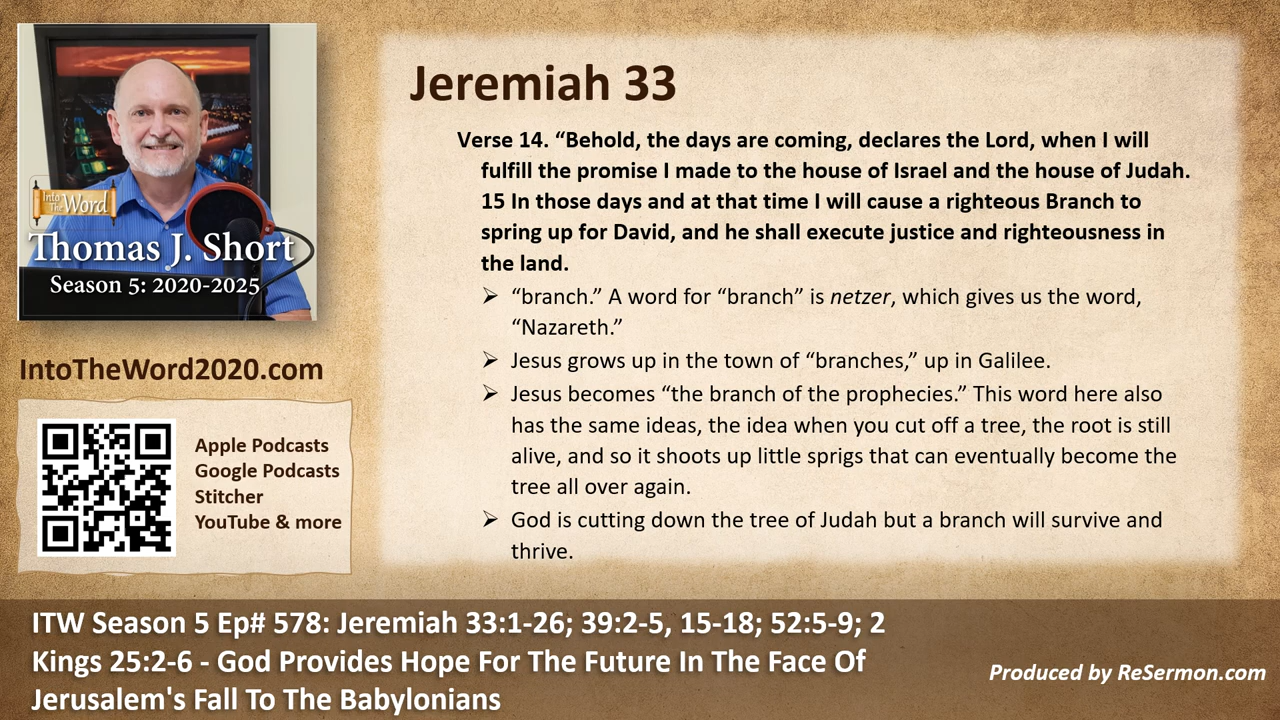 Into
The Word
Thomas J. Short
Season 5: 2020-2025
IntoTheWord2020.com
Apple Podcasts
Google Podcasts
Stitcher
YouTube & more
Jeremiah 33
Verse 14. “Behold, the days are coming, declares the Lord, when I will
fulfill the promise I made to the house of Israel and the house of Judah.
15 In those days and at that time I will cause a righteous Branch to
spring up for David, and he shall execute justice and righteousness in
the land.
➢ “branch.” A word for “branch” is netzer, which gives us the word,
“Nazareth.”
➢ Jesus grows up in the town of “branches,” up in Galilee.
➢ Jesus becomes “the branch of the prophecies.” This word here also
has the same ideas, the idea when you cut off a tree, the root is still
alive, and so it shoots up little sprigs that can eventually become the
tree all over again.
➢ God is cutting down the tree of Judah but a branch will survive and
thrive.
ITW Season 5 Ep# 578: Jeremiah 33:1-26; 39:2-5, 15-18; 52:5-9; 2
Kings 25:2-6 - God Provides Hope For The Future In The Face Of
Jerusalem's Fall To The Babylonians
Produced by ReSermon.com